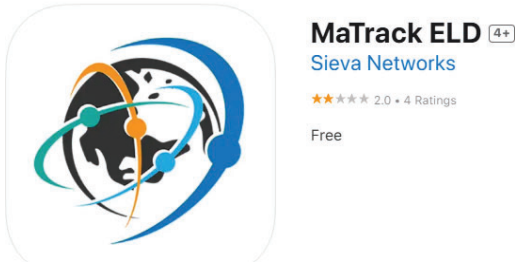 MaTrack ELD 4+
Sieva Networks
★★★★★ 2.0 • 4 Ratings
Free